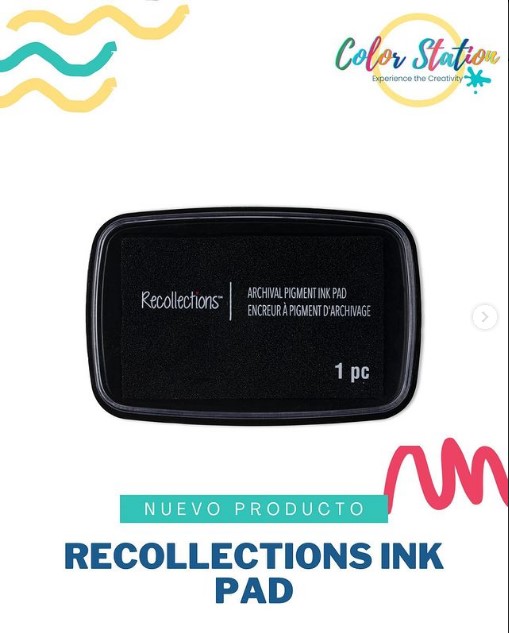 Color Station
Experience the Creativity
Recollections™
ARCHIVAL PIGMENT INK PAD
ENCREUR À PIGMENT D'ARCHIVAGE
1 pc
NUEVO PRODUCTO
RECOLLECTIONS INK
PAD